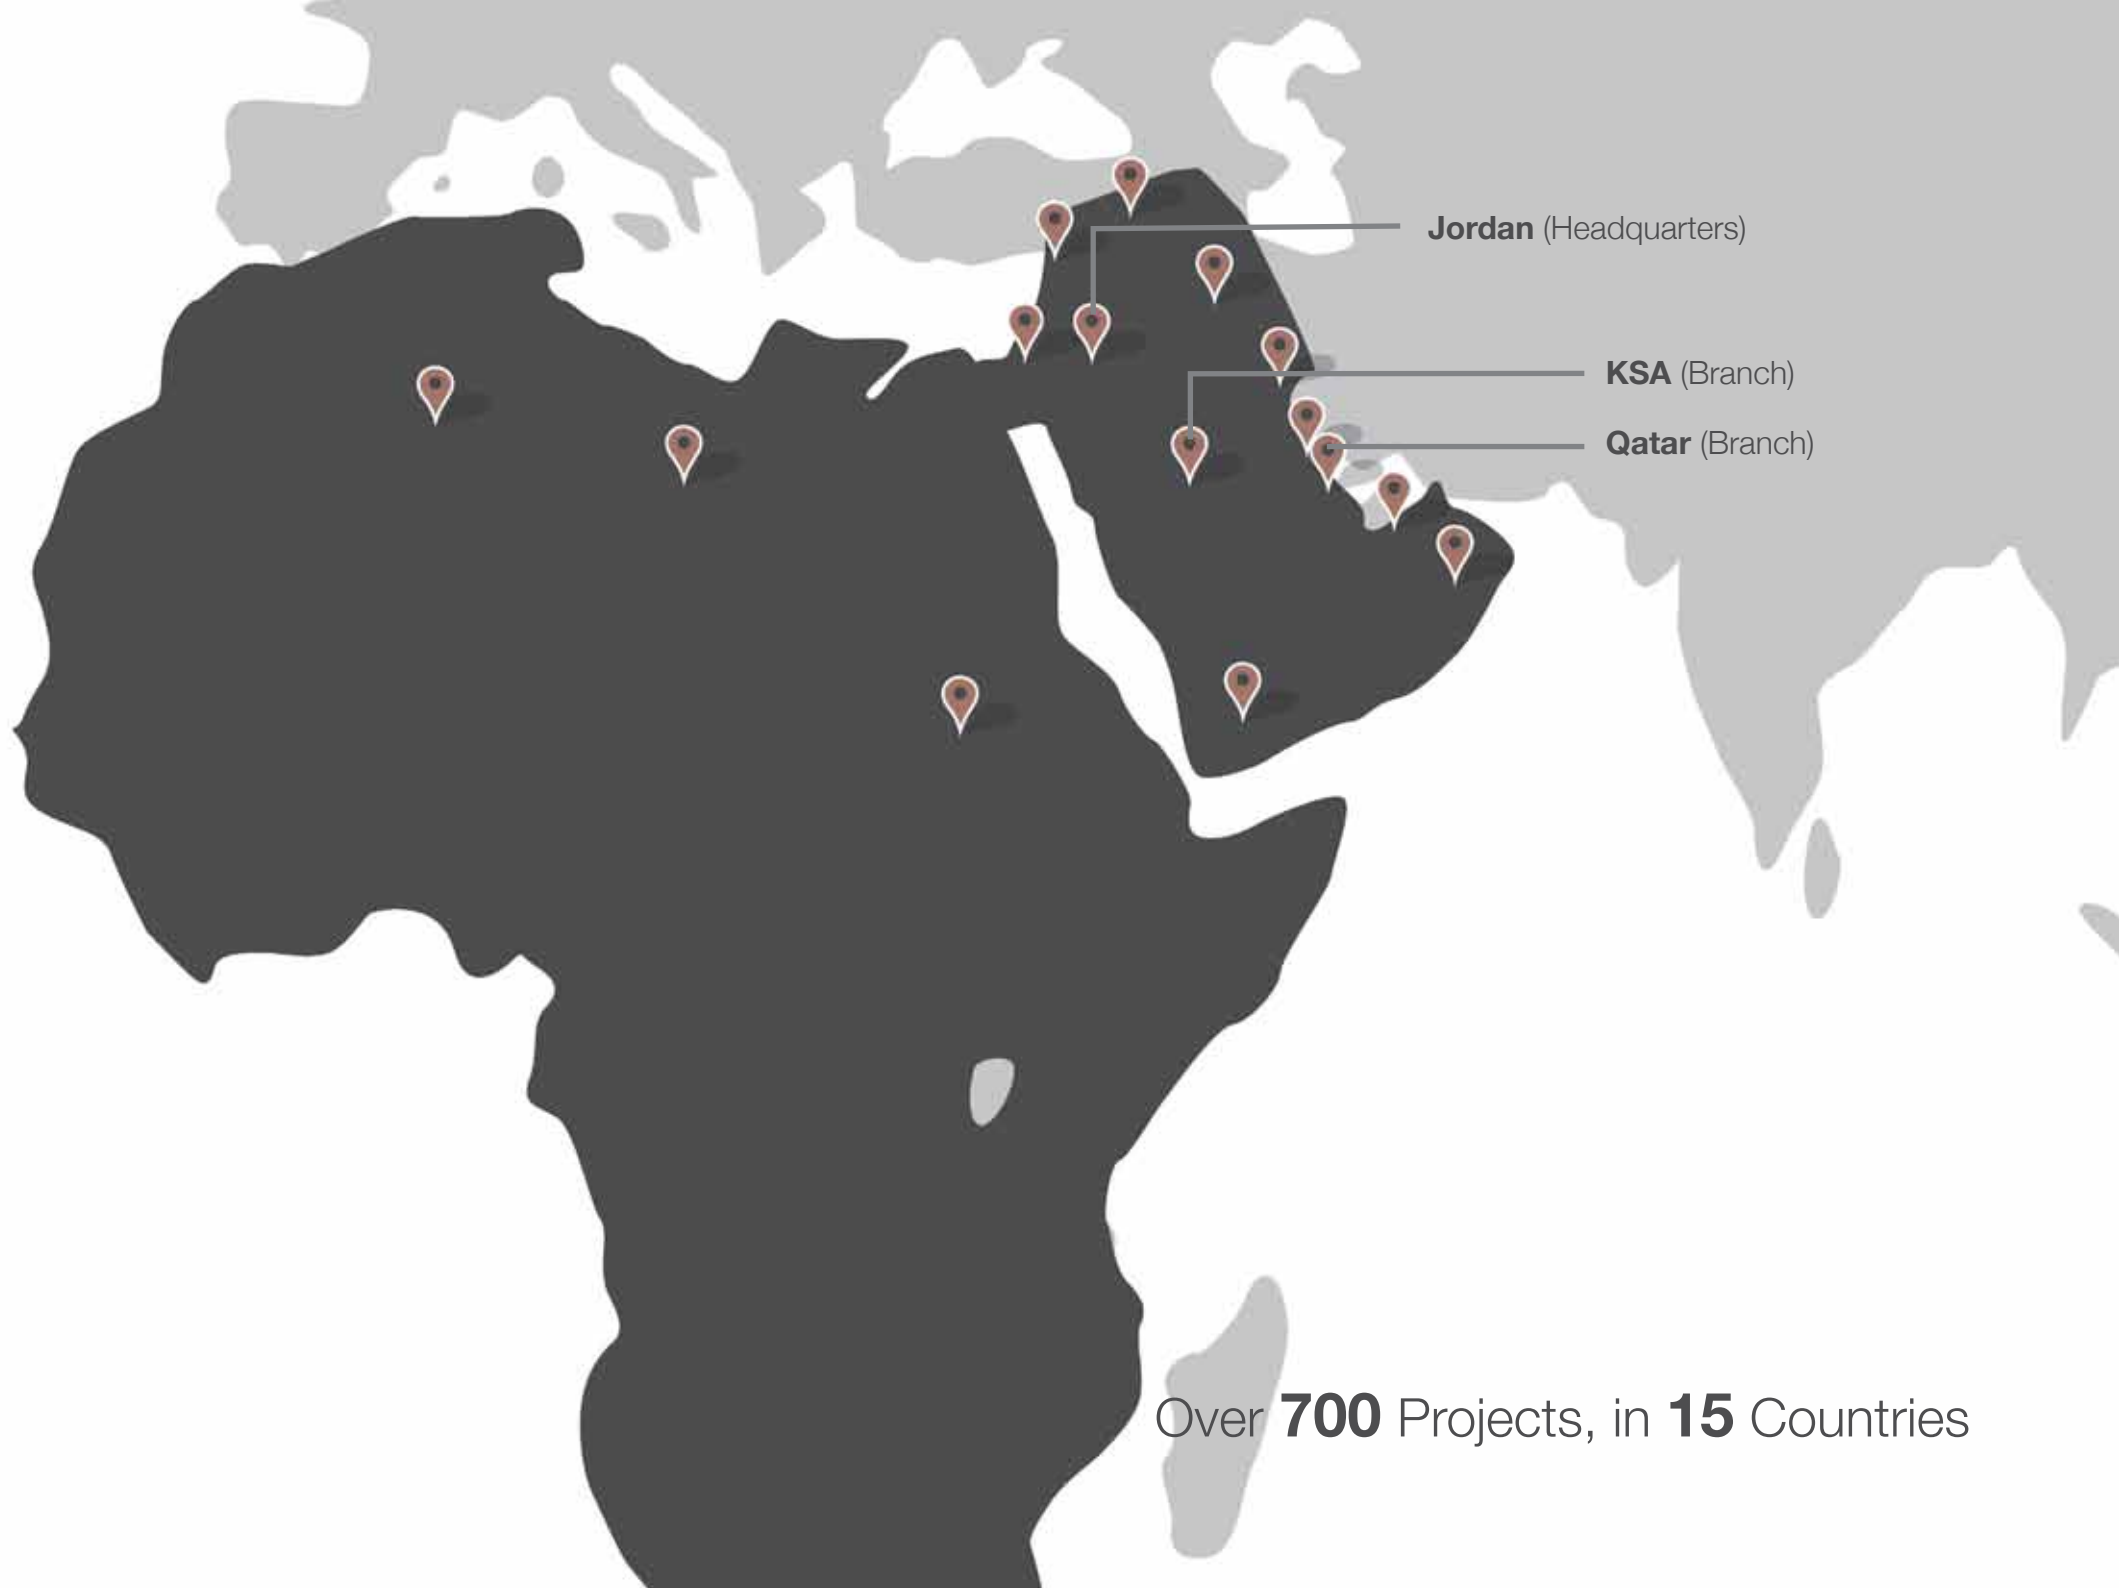 Jordan (Headquarters)
KSA (Branch)
Qatar (Branch)
Over 700 Projects, in 15 Countries